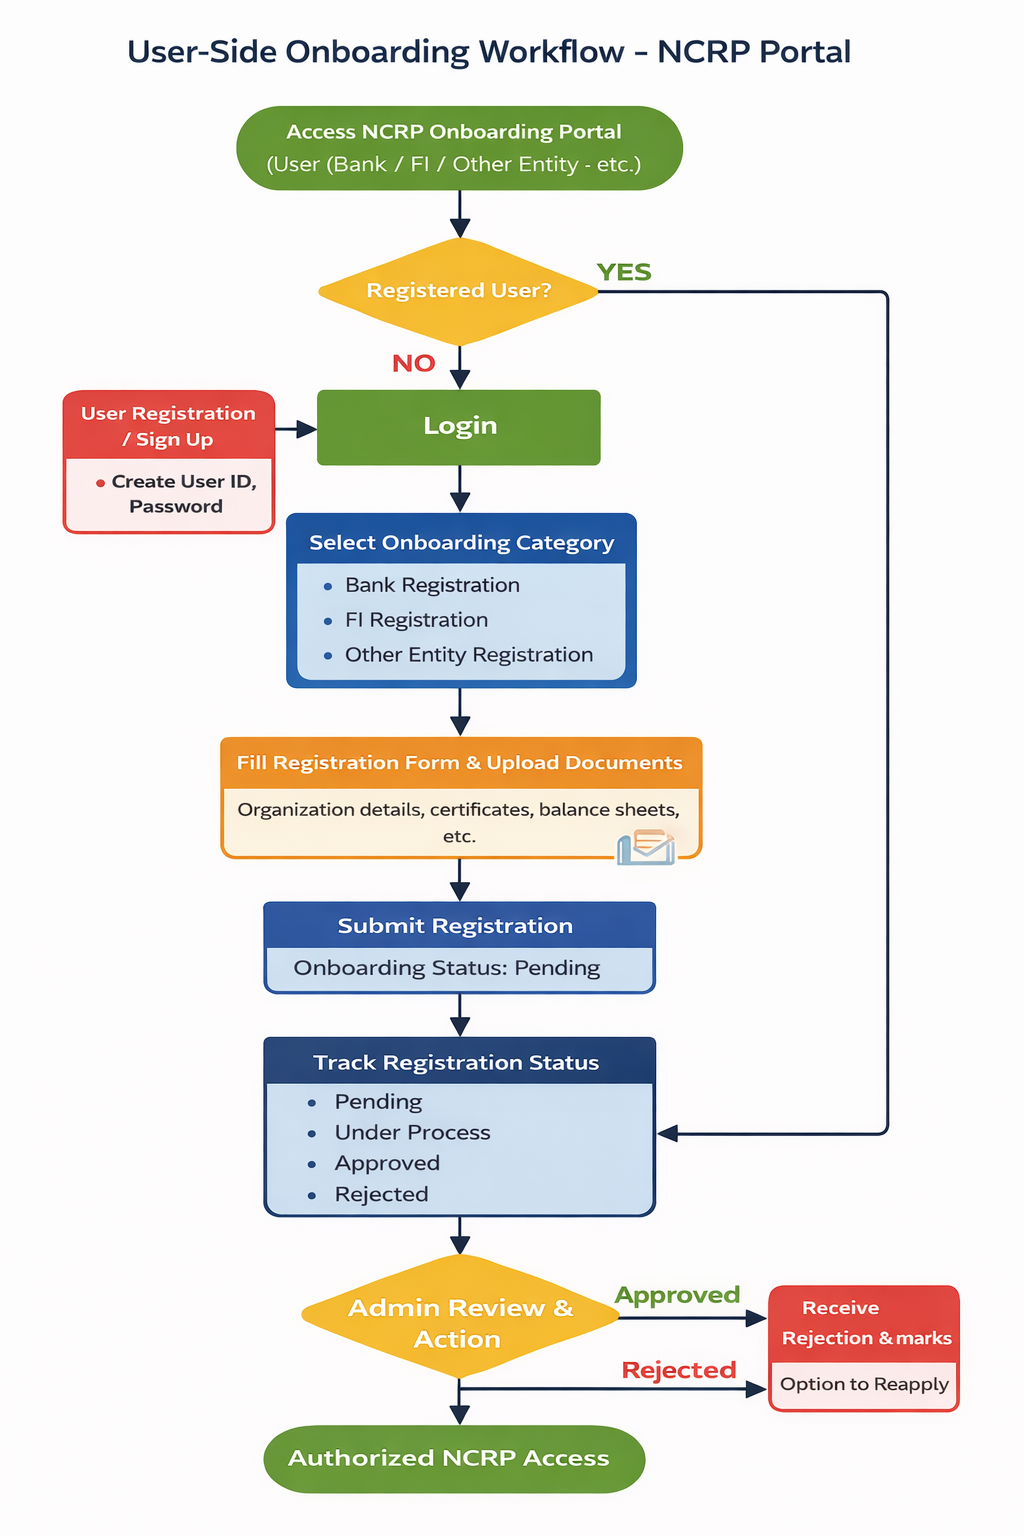 User-Side Onboarding Workflow – NCRP Portal
Access NCRP Onboarding Portal
(User (Bank / FI / Other Entity - etc.)
Registered User?
YES
NO
User Registration
/ Sign Up
• Create User ID,
Password
Login
Select Onboarding Category
• Bank Registration
• FI Registration
• Other Entity Registration
Fill Registration Form & Upload Documents
Organization details, certificates, balance sheets,
etc.
Submit Registration
Onboarding Status: Pending
Track Registration Status
• Pending
• Under Process
• Approved
• Rejected
Admin Review &
Action
Approved
Rejected
Receive
Rejection & marks
Option to Reapply
Authorized NCRP Access